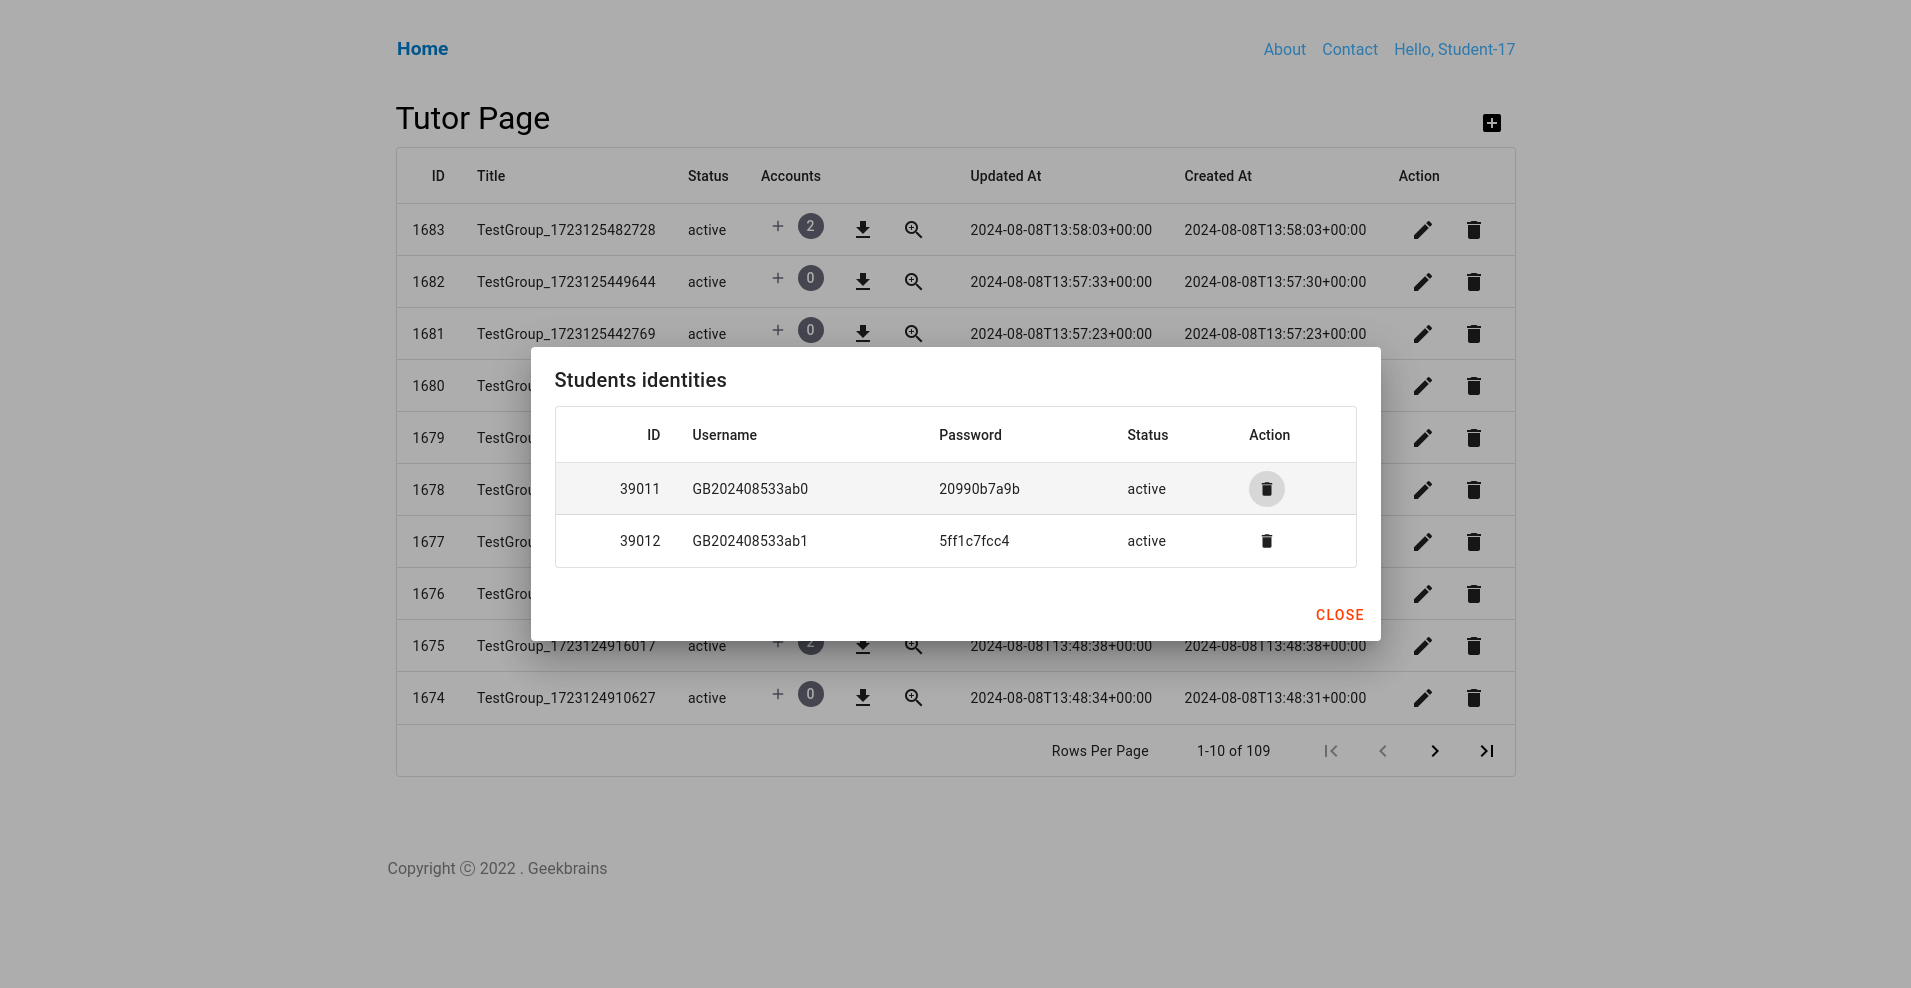 Home About Contact Hello, Student-17
Tutor Page
ID Title Status Accounts Updated At Created At Action
1683 TestGroup_1723125482728 active + 2 2024-08-08T13:58:03+00:00 2024-08-08T13:58:03+00:00
1682 TestGroup_1723125449644 active + 0 2024-08-08T13:57:33+00:00 2024-08-08T13:57:30+00:00
1681 TestGroup_1723125442769 active + 0 2024-08-08T13:57:23+00:00 2024-08-08T13:57:23+00:00
1680 TestGrou
1679 TestGrou
1678 TestGrou
1677 TestGrou
1676 TestGrou
Students identities
ID Username Password Status Action
39011 GB202408533ab0 20990b7a9b active
39012 GB202408533ab1 5ff1c7fcc4 active
CLOSE
1675 TestGroup_1723124916017 active + 2 2024-08-08T13:48:38+00:00 2024-08-08T13:48:38+00:00
1674 TestGroup_1723124910627 active + 0 2024-08-08T13:48:34+00:00 2024-08-08T13:48:31+00:00
Rows Per Page 1-10 of 109
Copyright ⓒ 2022 . Geekbrains